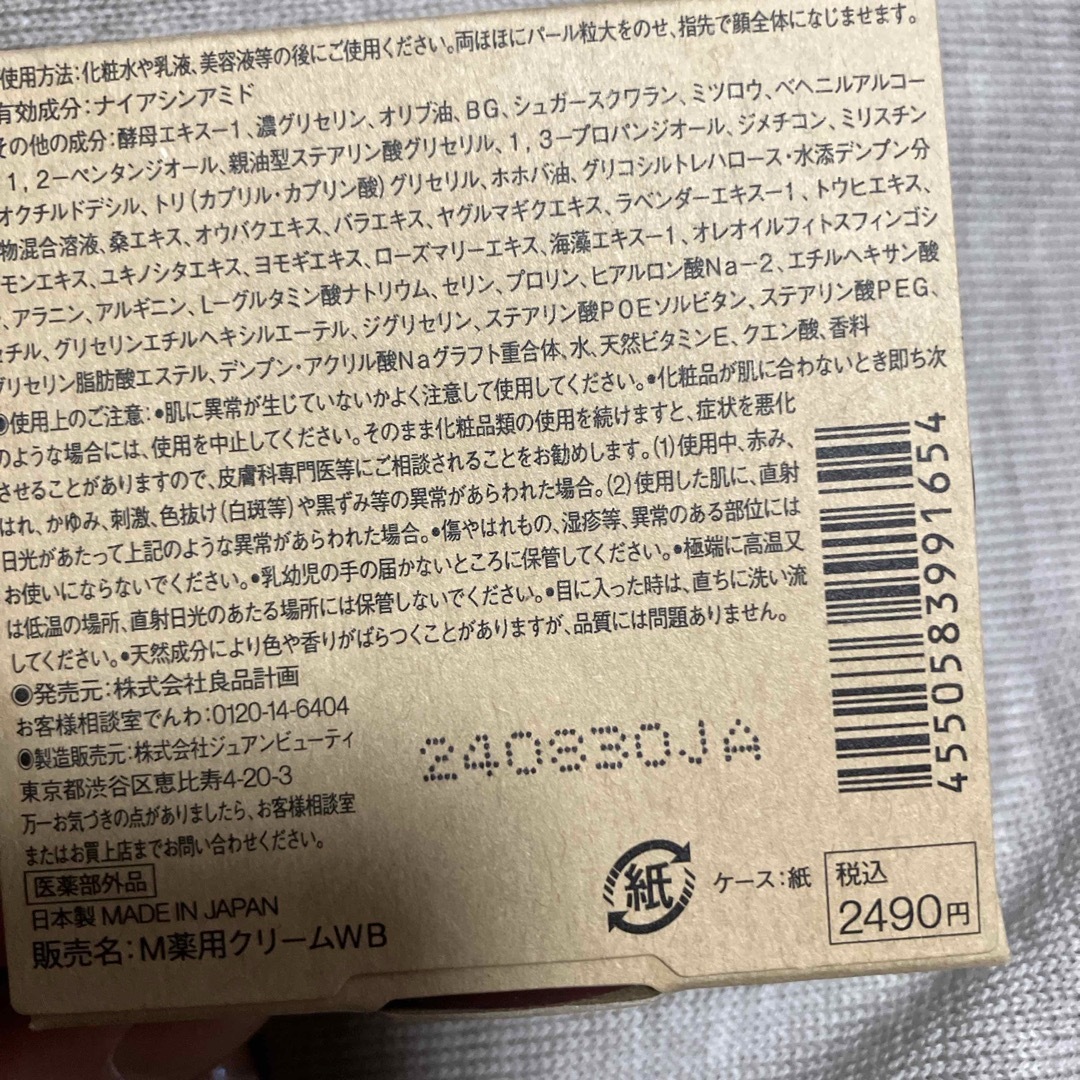 使用方法:化粧水や乳液、美容液等の後にご使用ください。両ほほにパール粒大をのせ、指先で顔全体になじませます。
有効成分:ナイアシンアミド
その他の成分:酵母エキス－1、濃グリセリン、オリブ油、BG、シュガースクワラン、ミツロウ、ベヘニルアルコー
1,2－ペンタンジオール、親油型ステアリン酸グリセリル、1,3－プロパンジオール、ジメチコン、ミリスチン
オクチルドデシル、トリ(カプリル・カプリン酸)グリセリル、ホホバ油、グリコシルトレハロース・水添デンプン分
物混合溶液、桑エキス、オウバクエキス、バラエキス、ヤグルマギクエキス、ラベンダーエキス－1、トウヒエキス、
モンエキス、ユキノシタエキス、ヨモギエキス、ローズマリーエキス、海藻エキス－1、オレオイルフィトスフィンゴシ
、アラニン、アルギニン、L－グルタミン酸ナトリウム、セリン、プロリン、ヒアルロン酸Na－2、エチルヘキサン酸
セチル、グリセリンエチルヘキシルエーテル、ジグリセリン、ステアリン酸POEソルビタン、ステアリン酸PEG、
グリセリン脂肪酸エステル、デンプン・アクリル酸Naグラフト重合体、水、天然ビタミンE、クエン酸、香料
◉使用上のご注意:•肌に異常が生じていないかよく注意して使用してください。•化粧品が肌に合わないとき即ち次
のような場合には、使用を中止してください。そのまま化粧品類の使用を続けますと、症状を悪化
させることがありますので、皮膚科専門医等にご相談されることをお勧めします。(1)使用中、赤み、
はれ、かゆみ、刺激、色抜け(白斑等)や黒ずみ等の異常があらわれた場合。(2)使用した肌に、直射
日光があたって上記のような異常があらわれた場合。•傷やはれもの、湿疹等、異常のある部位には
お使いにならないでください。•乳幼児の手の届かないところに保管してください。•極端に高温又
は低温の場所、直射日光のあたる場所には保管しないでください。•目に入った時は、直ちに洗い流
してください。•天然成分により色や香りがばらつくことがありますが、品質には問題ありません。
◉発売元:株式会社良品計画
お客様相談室でんわ:0120-14-6404
◉製造販売元:株式会社ジュアンビューティ
東京都渋谷区恵比寿4-20-3
万一お気づきの点がありましたら、お客様相談室
またはお買上店までお問い合わせください。
医薬部外品
日本製 MADE IN JAPAN
販売名:M薬用クリームWB
240830JA
紙
ケース:紙
税込
2490円
4550583991654